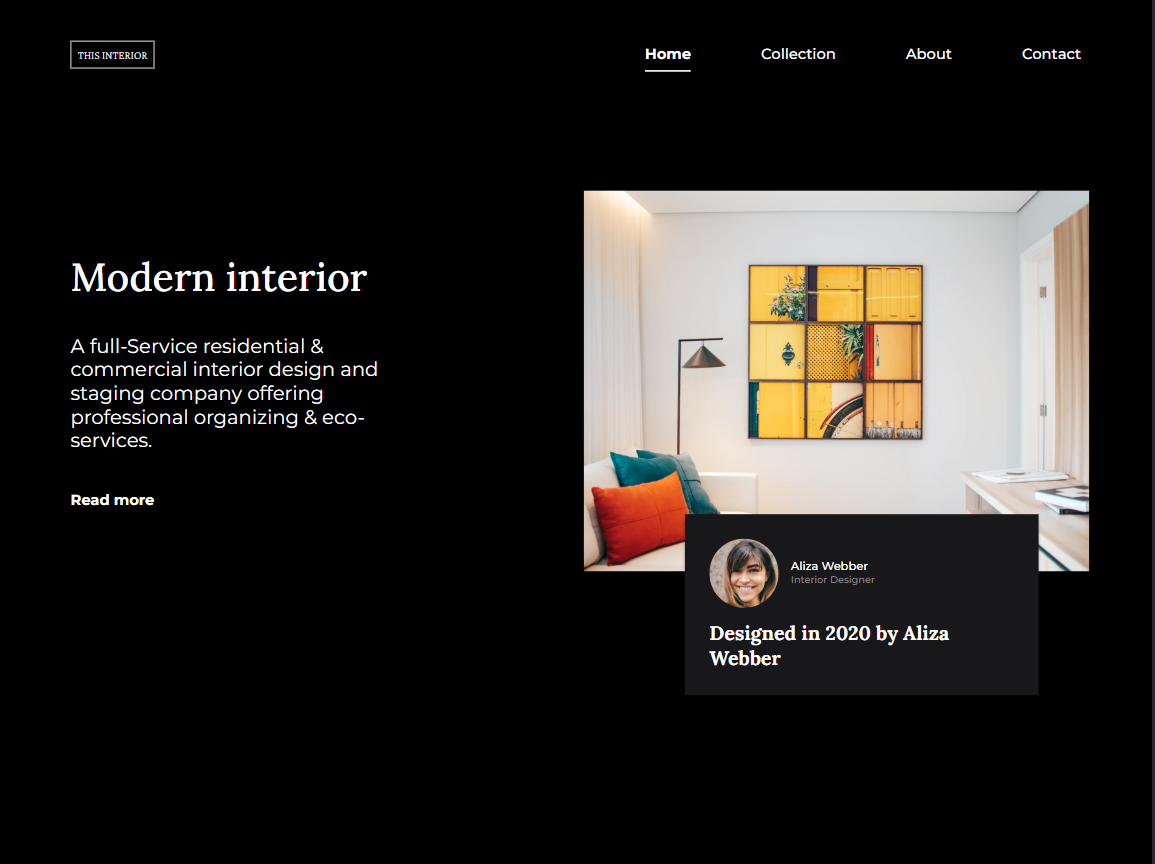 THIS INTERIOR
Home
Collection
About
Contact
Modern interior
A full-Service residential &
commercial interior design and
staging company offering
professional organizing & eco-
services.
Read more
Aliza Webber
Interior Designer
Designed in 2020 by Aliza
Webber